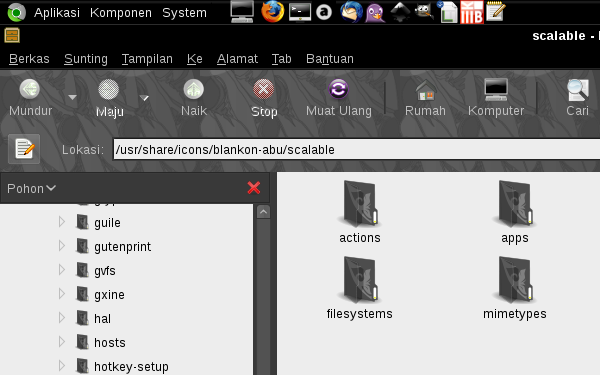 Aplikasi Komponen System
scalable -
Berkas Sunting Tampilan Ke Alamat Tab Bantuan
Mundur Maju Naik Stop Muat Ulang Rumah Komputer Cari
Lokasi: /usr/share/icons/blankon-abu/scalable
Pohon
guile
gutenprint
gvfs
gxine
hal
hosts
hotkey-setup
actions apps
filesystems mimetypes